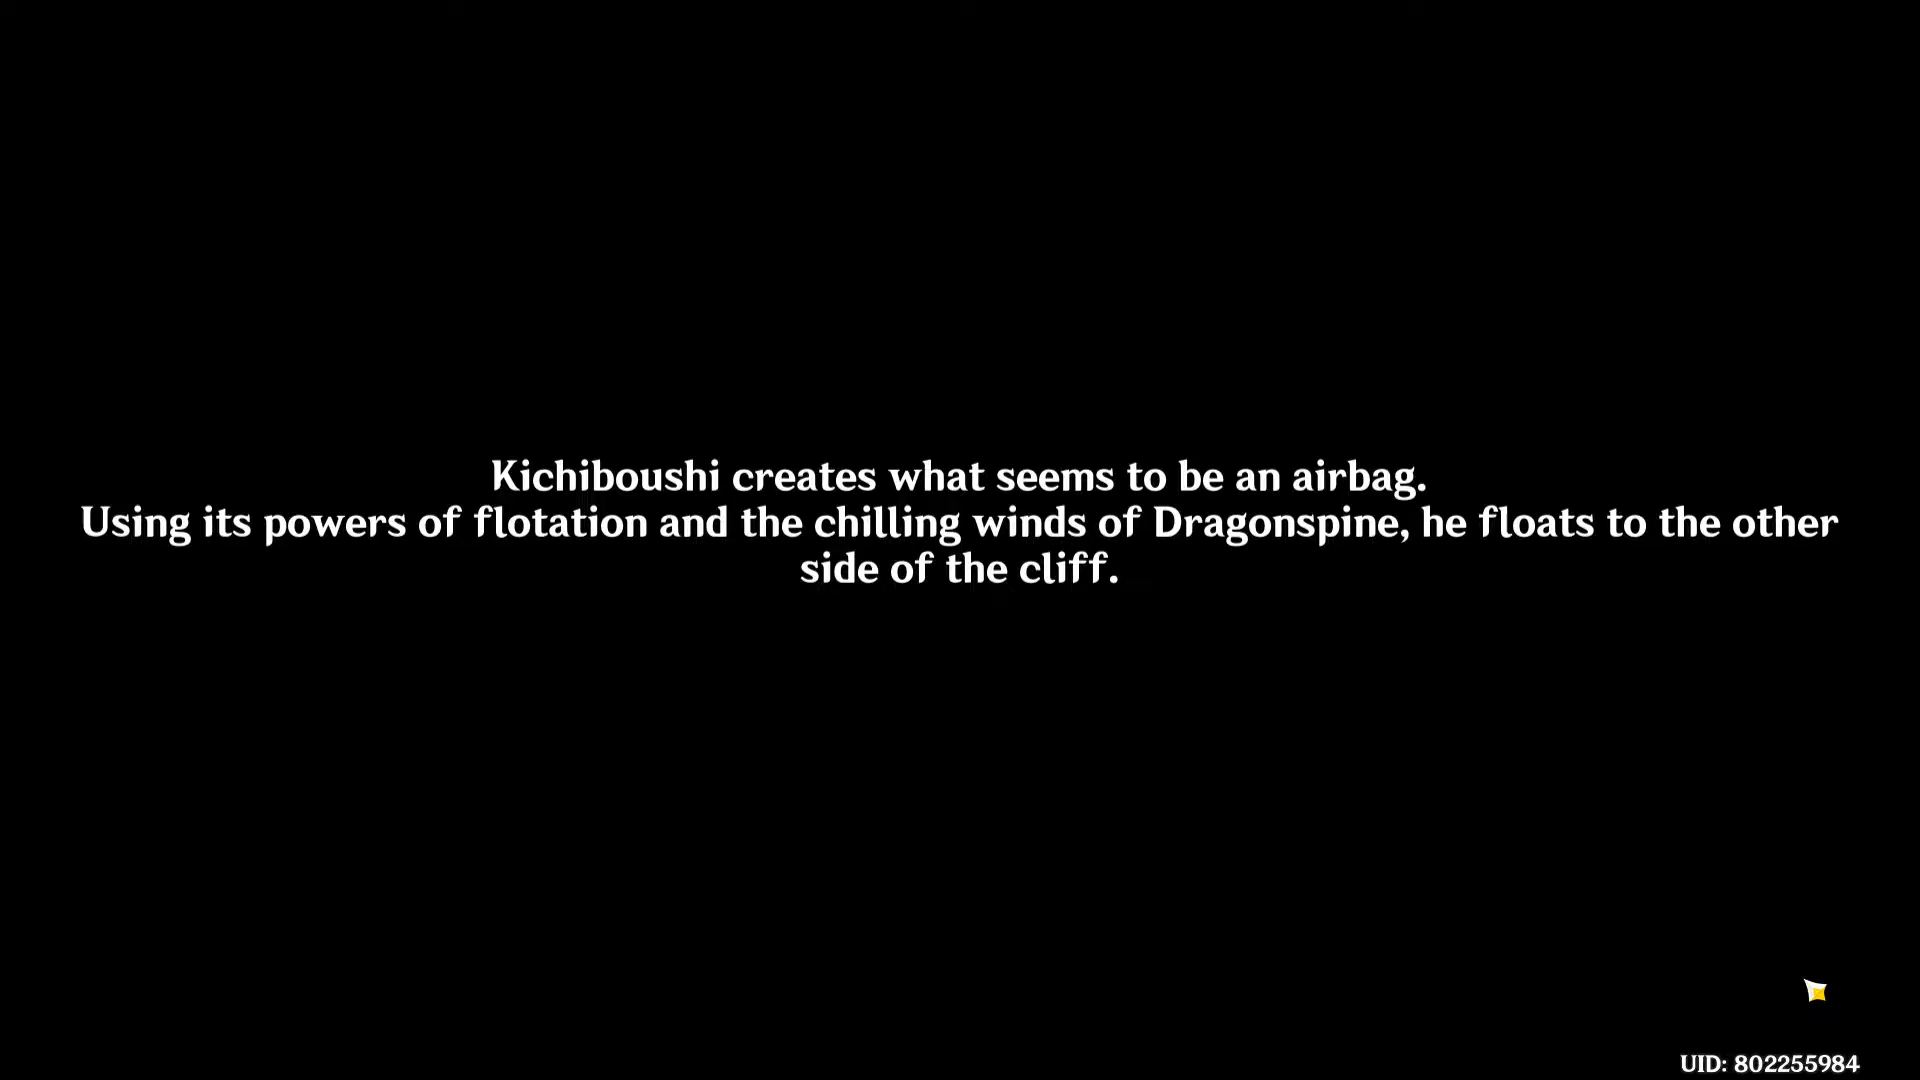 Kichiboushi creates what seems to be an airbag.
Using its powers of flotation and the chilling winds of Dragonspine, he floats to the other
side of the cliff.
UID: 802255984